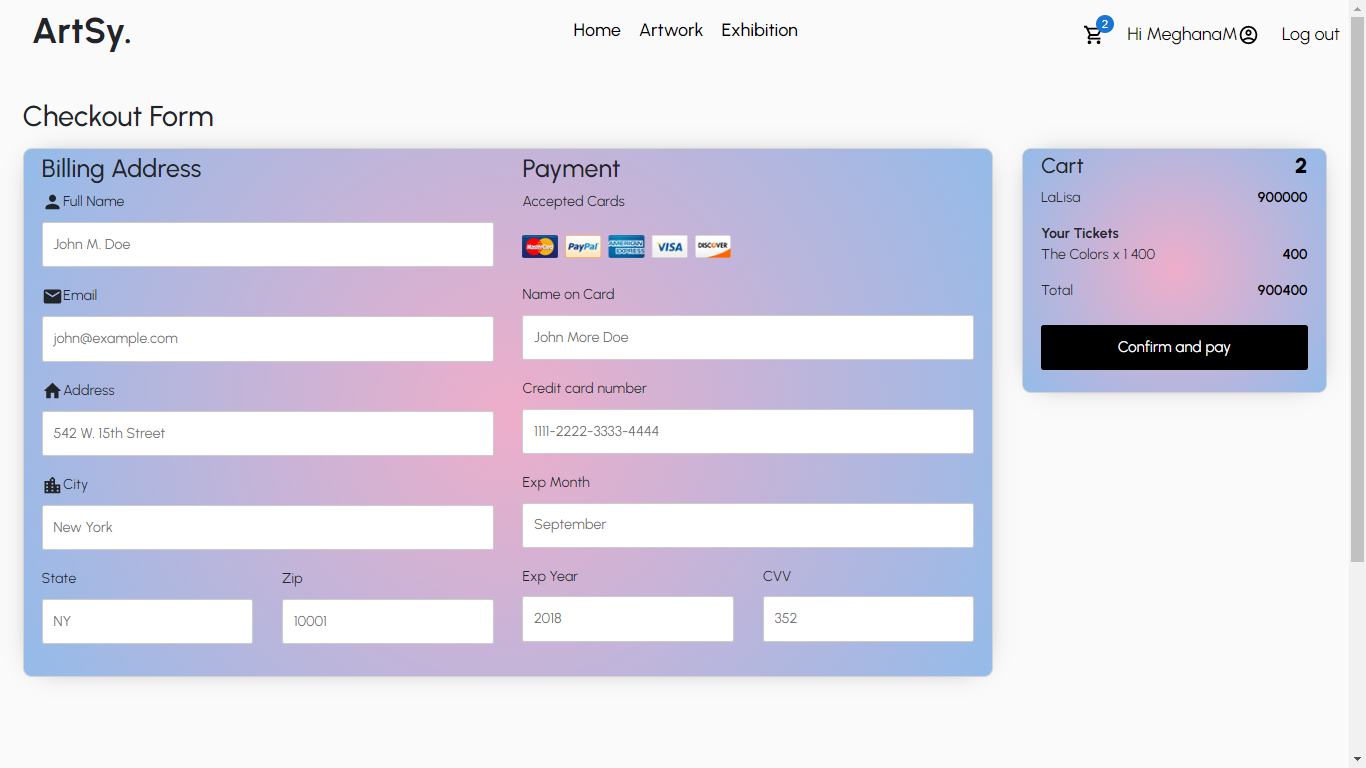 ArtSy.
Home Artwork Exhibition
2
Hi MeghanaM
Log out
Checkout Form
Billing Address
Full Name
John M. Doe
Email
john@example.com
Address
542 W. 15th Street
City
New York
State Zip
NY 10001
Payment
Accepted Cards
MasterCard PayPal AMERICAN EXPRESS VISA DISCOVER
Name on Card
John More Doe
Credit card number
1111-2222-3333-4444
Exp Month
September
Exp Year CVV
2018 352
Cart 2
LaLisa 900000
Your Tickets
The Colors x 1 400 400
Total 900400
Confirm and pay